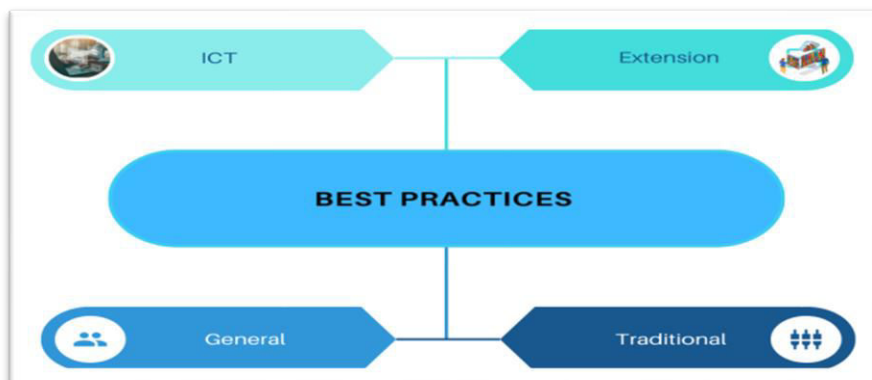 ICT
Extension
BEST PRACTICES
General
Traditional